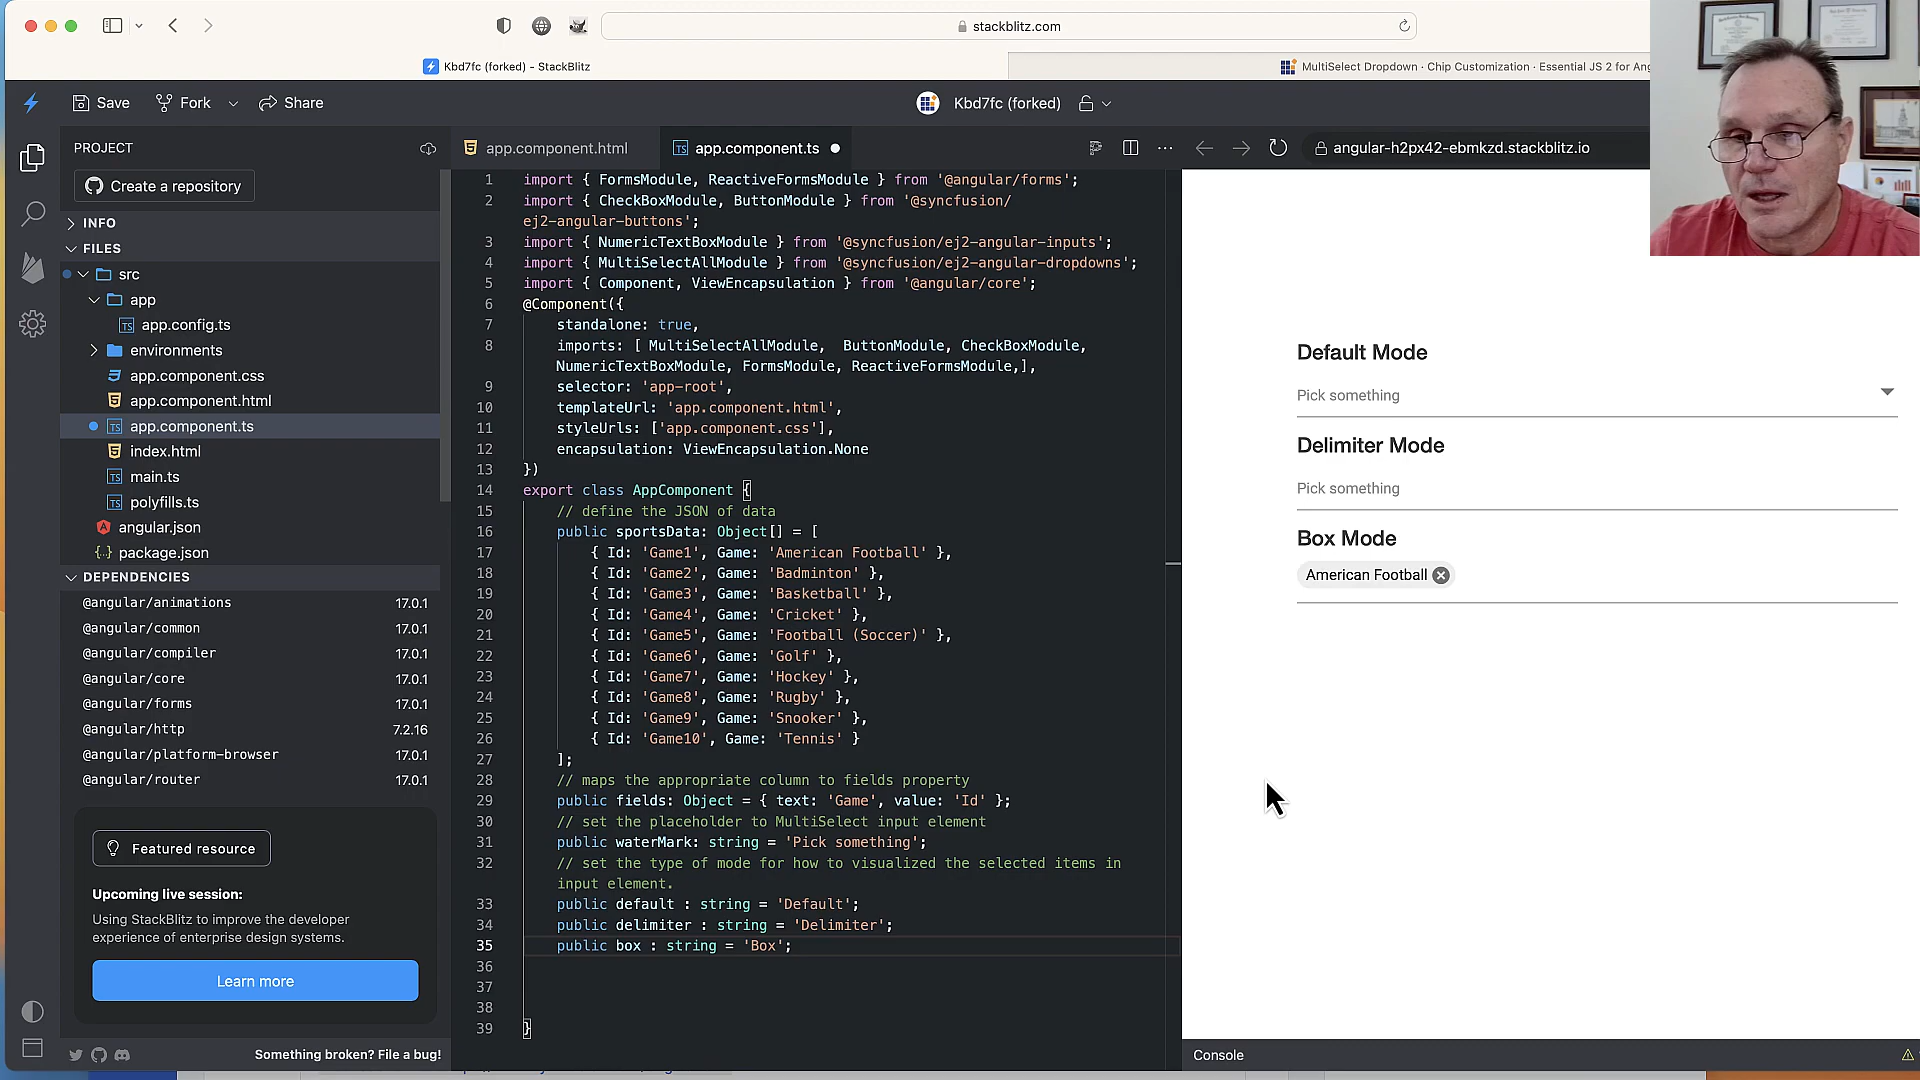 stackblitz.com
Kbd7fc (forked) - StackBlitz
MultiSelect Dropdown · Chip Customization · Essential JS 2 for An
Save
Fork
Share
Kbd7fc (forked)
PROJECT
app.component.html
app.component.ts
angular-h2px42-ebmkzd.stackblitz.io
Create a repository
INFO
FILES
src
app
app.config.ts
environments
app.component.css
app.component.html
app.component.ts
index.html
main.ts
polyfills.ts
angular.json
package.json
DEPENDENCIES
@angular/animations 17.0.1
@angular/common 17.0.1
@angular/compiler 17.0.1
@angular/core 17.0.1
@angular/forms 17.0.1
@angular/http 7.2.16
@angular/platform-browser 17.0.1
@angular/router 17.0.1
Featured resource
Upcoming live session:
Using StackBlitz to improve the developer
experience of enterprise design systems.
Learn more
Something broken? File a bug!
1 import { FormsModule, ReactiveFormsModule } from '@angular/forms';
2 import { CheckBoxModule, ButtonModule } from '@syncfusion/
ej2-angular-buttons';
3 import { NumericTextBoxModule } from '@syncfusion/ej2-angular-inputs';
4 import { MultiSelectAllModule } from '@syncfusion/ej2-angular-dropdowns';
5 import { Component, ViewEncapsulation } from '@angular/core';
6 @Component({
7 standalone: true,
8 imports: [ MultiSelectAllModule,  ButtonModule, CheckBoxModule,
NumericTextBoxModule, FormsModule, ReactiveFormsModule,],
9 selector: 'app-root',
10 templateUrl: 'app.component.html',
11 styleUrls: ['app.component.css'],
12 encapsulation: ViewEncapsulation.None
13 })
14 export class AppComponent {
15 // define the JSON of data
16 public sportsData: Object[] = [
17 { Id: 'Game1', Game: 'American Football' },
18 { Id: 'Game2', Game: 'Badminton' },
19 { Id: 'Game3', Game: 'Basketball' },
20 { Id: 'Game4', Game: 'Cricket' },
21 { Id: 'Game5', Game: 'Football (Soccer)' },
22 { Id: 'Game6', Game: 'Golf' },
23 { Id: 'Game7', Game: 'Hockey' },
24 { Id: 'Game8', Game: 'Rugby' },
25 { Id: 'Game9', Game: 'Snooker' },
26 { Id: 'Game10', Game: 'Tennis' }
27 ];
28 // maps the appropriate column to fields property
29 public fields: Object = { text: 'Game', value: 'Id' };
30 // set the placeholder to MultiSelect input element
31 public waterMark: string = 'Pick something';
32 // set the type of mode for how to visualized the selected items in
input element.
33 public default : string = 'Default';
34 public delimiter : string = 'Delimiter';
35 public box : string = 'Box';
36
37
38
39 }
Default Mode
Pick something
Delimiter Mode
Pick something
Box Mode
American Football
Console